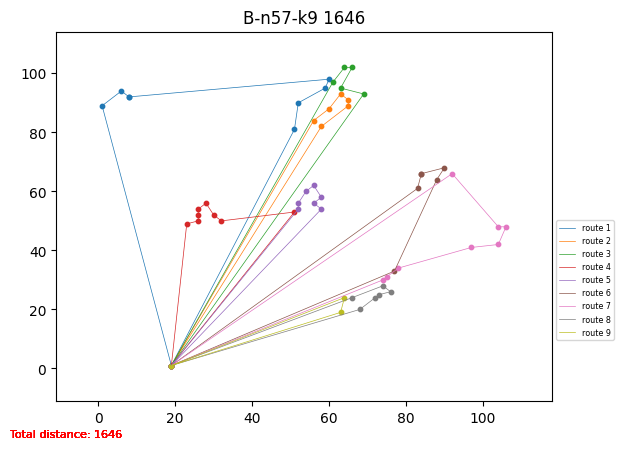 B-n57-k9 1646
100
80
60
40
20
0
0 20 40 60 80 100
route 1
route 2
route 3
route 4
route 5
route 6
route 7
route 8
route 9
Total distance: 1646